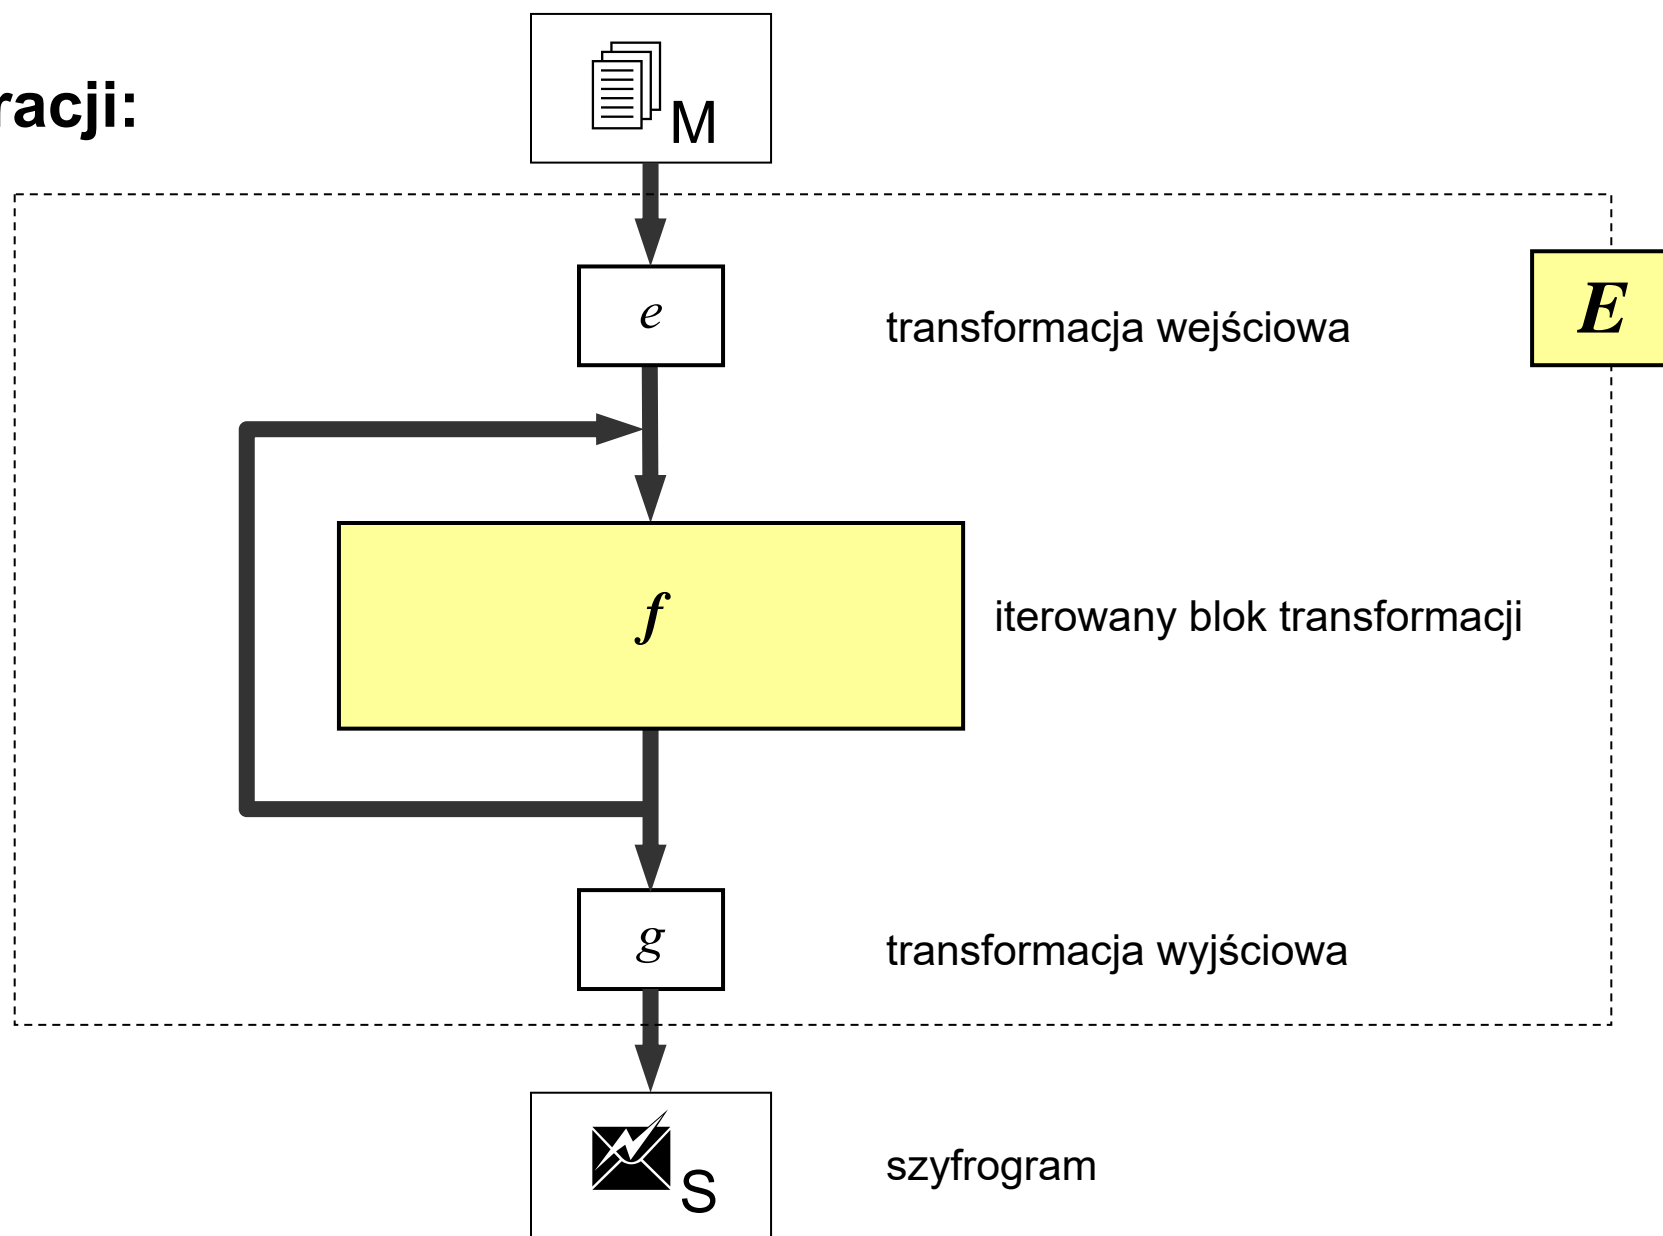 M
racji:
e
transformacja wejściowa
E
f
iterowany blok transformacji
g
transformacja wyjściowa
S
szyfrogram